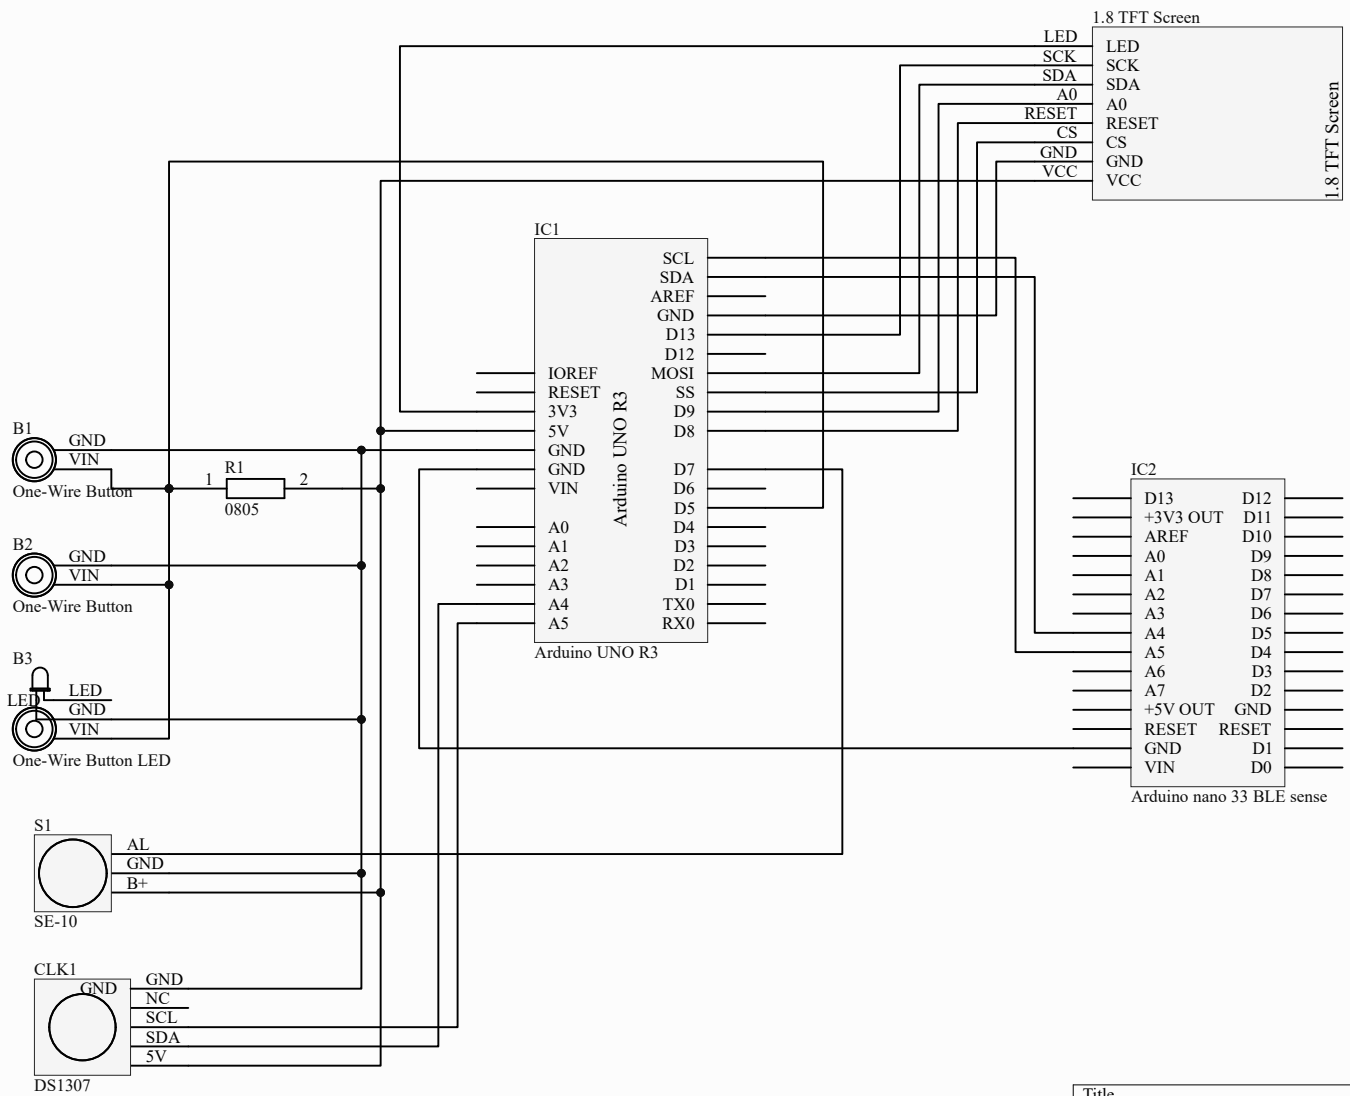 1.8 TFT Screen
LED
SCK
SDA
A0
RESET
CS
GND
VCC
LED
SCK
SDA
A0
RESET
CS
GND
VCC
1.8 TFT Screen
IC1
SCL
SDA
AREF
GND
D13
D12
MOSI
SS
D9
D8
D7
D6
D5
D4
D3
D2
D1
TX0
RX0
IOREF
RESET
3V3
5V
GND
GND
VIN
A0
A1
A2
A3
A4
A5
Arduino UNO R3
Arduino UNO R3
B1
GND
VIN
One-Wire Button
1
R1
2
0805
B2
GND
VIN
One-Wire Button
B3
LED
LED
GND
VIN
One-Wire Button LED
S1
AL
GND
B+
SE-10
CLK1
GND
GND
NC
SCL
SDA
5V
DS1307
IC2
D13
+3V3 OUT
AREF
A0
A1
A2
A3
A4
A5
A6
A7
+5V OUT
RESET
GND
VIN
D12
D11
D10
D9
D8
D7
D6
D5
D4
D3
D2
GND
RESET
D1
D0
Arduino nano 33 BLE sense
Title